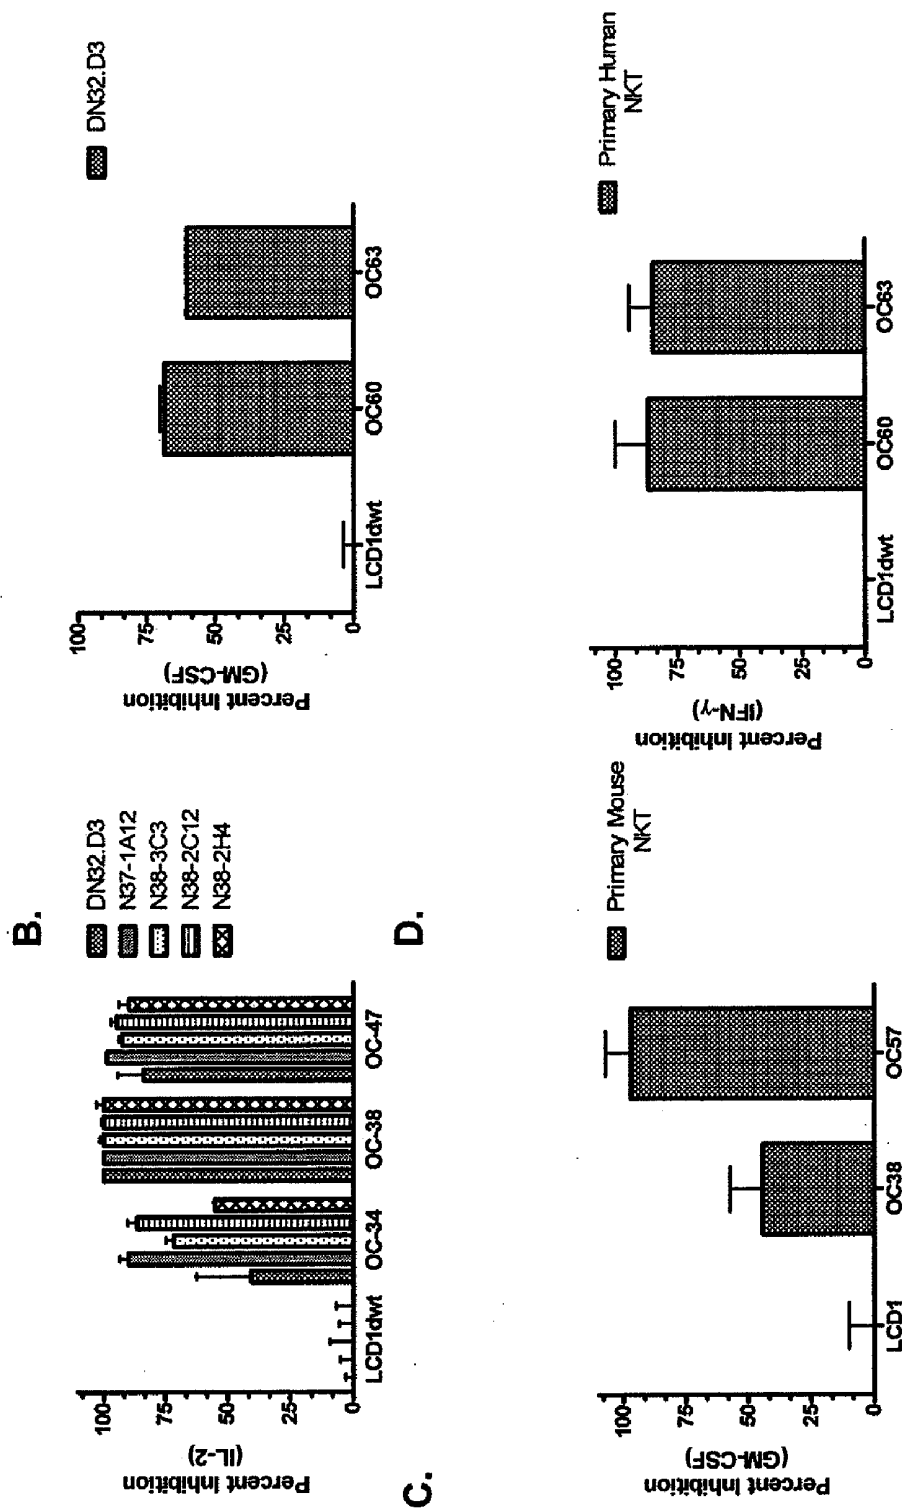 B.
100
75
50
25
0
Percent Inhibition
(IL-2)
LCD1dwt
OC-34
OC-38
OC-47
DN32.D3
N37-1A12
N38-3C3
N38-2C12
N38-2H4
100
75
50
25
0
Percent Inhibition
(GM-CSF)
LCD1dwt
OC60
OC63
DN32.D3
C.
100
75
50
25
0
Percent Inhibition
(GM-CSF)
LCD1
OC38
OC57
Primary Mouse
NKT
D.
100
75
50
25
0
Percent Inhibition
(IFN-γ)
LCD1dwt
OC60
OC63
Primary Human
NKT